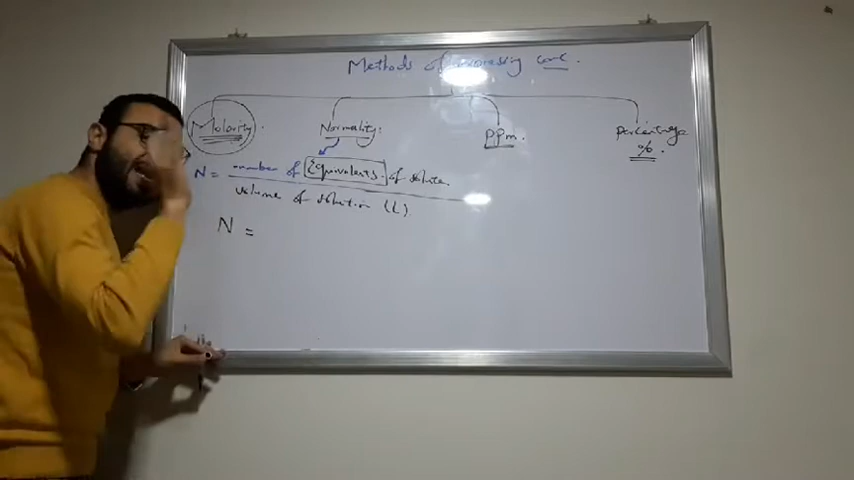 Methods of expressing conc.
Molarity.
Normality:
PPm.
percentage
%.
N = number of Equivalents. of solute.
volume of solution (L)
N =